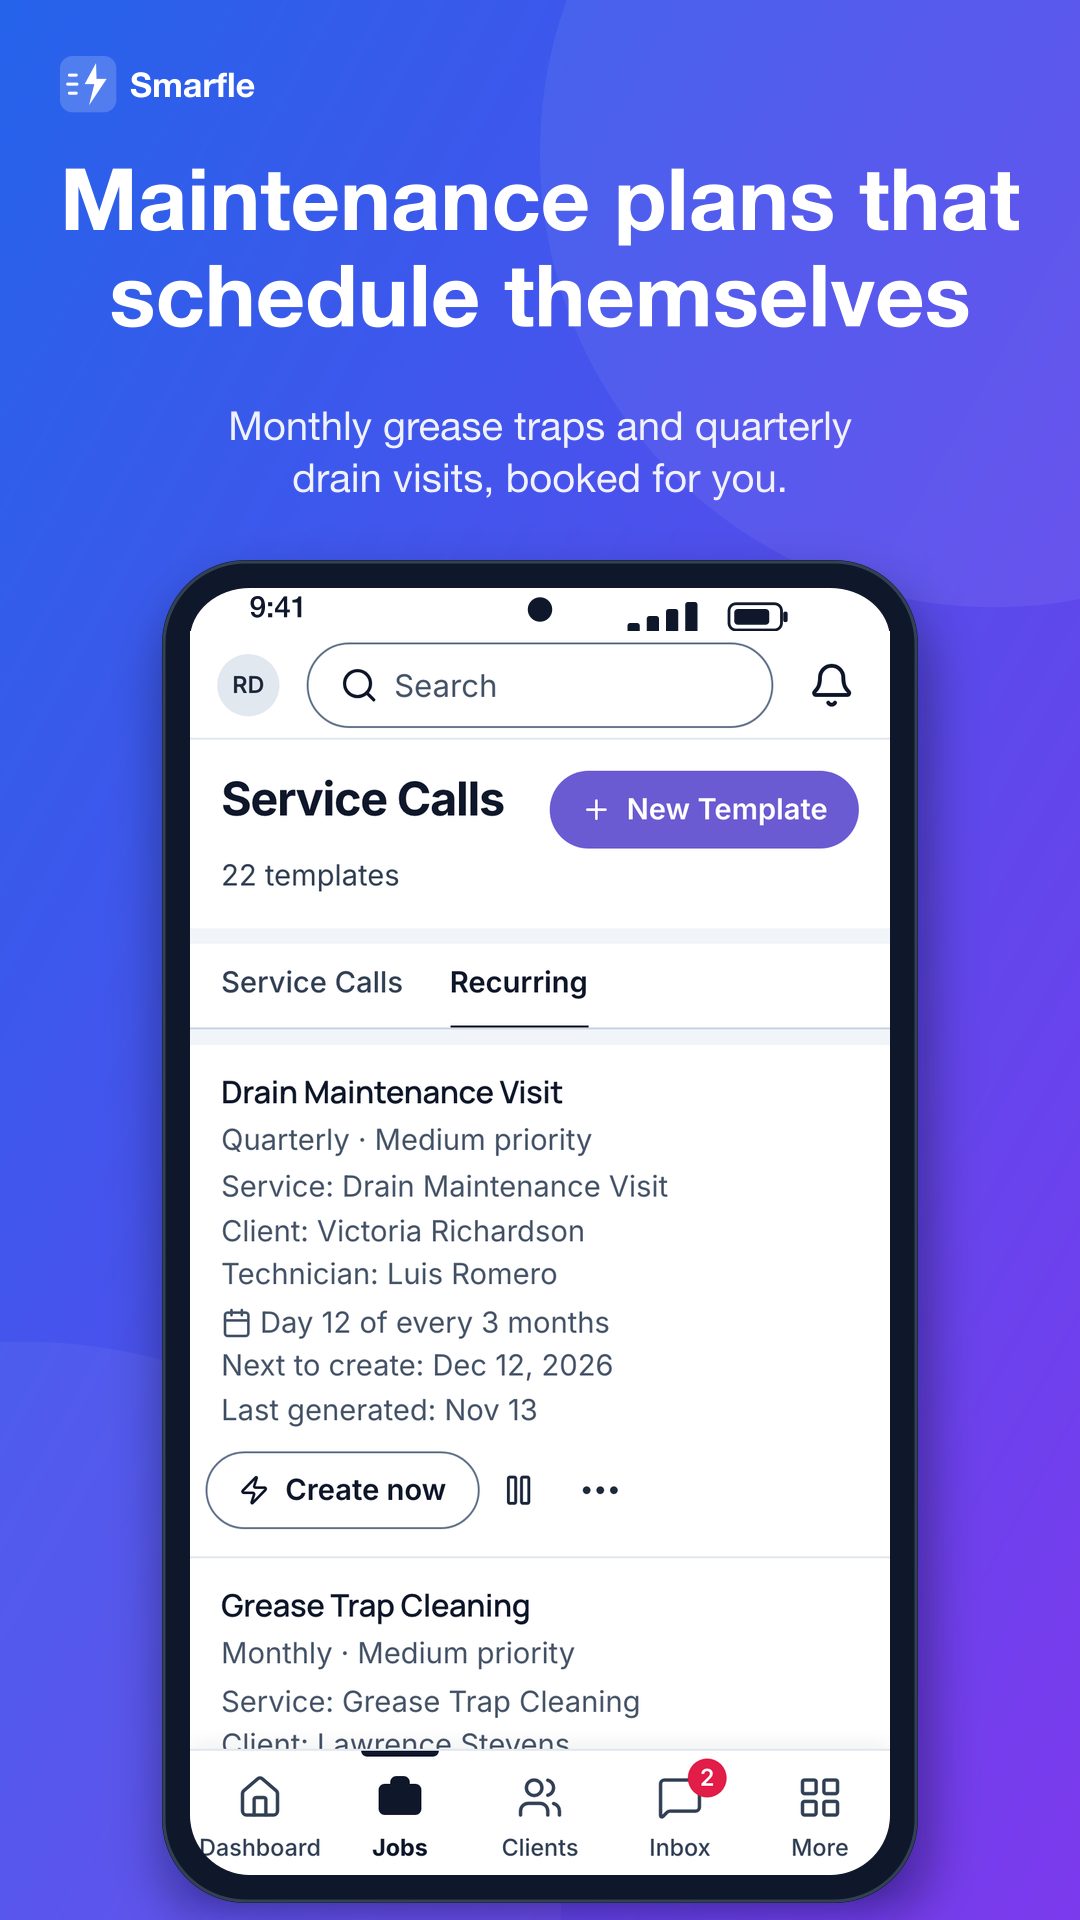 Smarfle
Maintenance plans that
schedule themselves
Monthly grease traps and quarterly
drain visits, booked for you.
9:41
RD
Search
Service Calls
+ New Template
22 templates
Service Calls
Recurring
Drain Maintenance Visit
Quarterly · Medium priority
Service: Drain Maintenance Visit
Client: Victoria Richardson
Technician: Luis Romero
Day 12 of every 3 months
Next to create: Dec 12, 2026
Last generated: Nov 13
Create now
Grease Trap Cleaning
Monthly · Medium priority
Service: Grease Trap Cleaning
Client: Lawrence Stevens
2
Dashboard
Jobs
Clients
Inbox
More